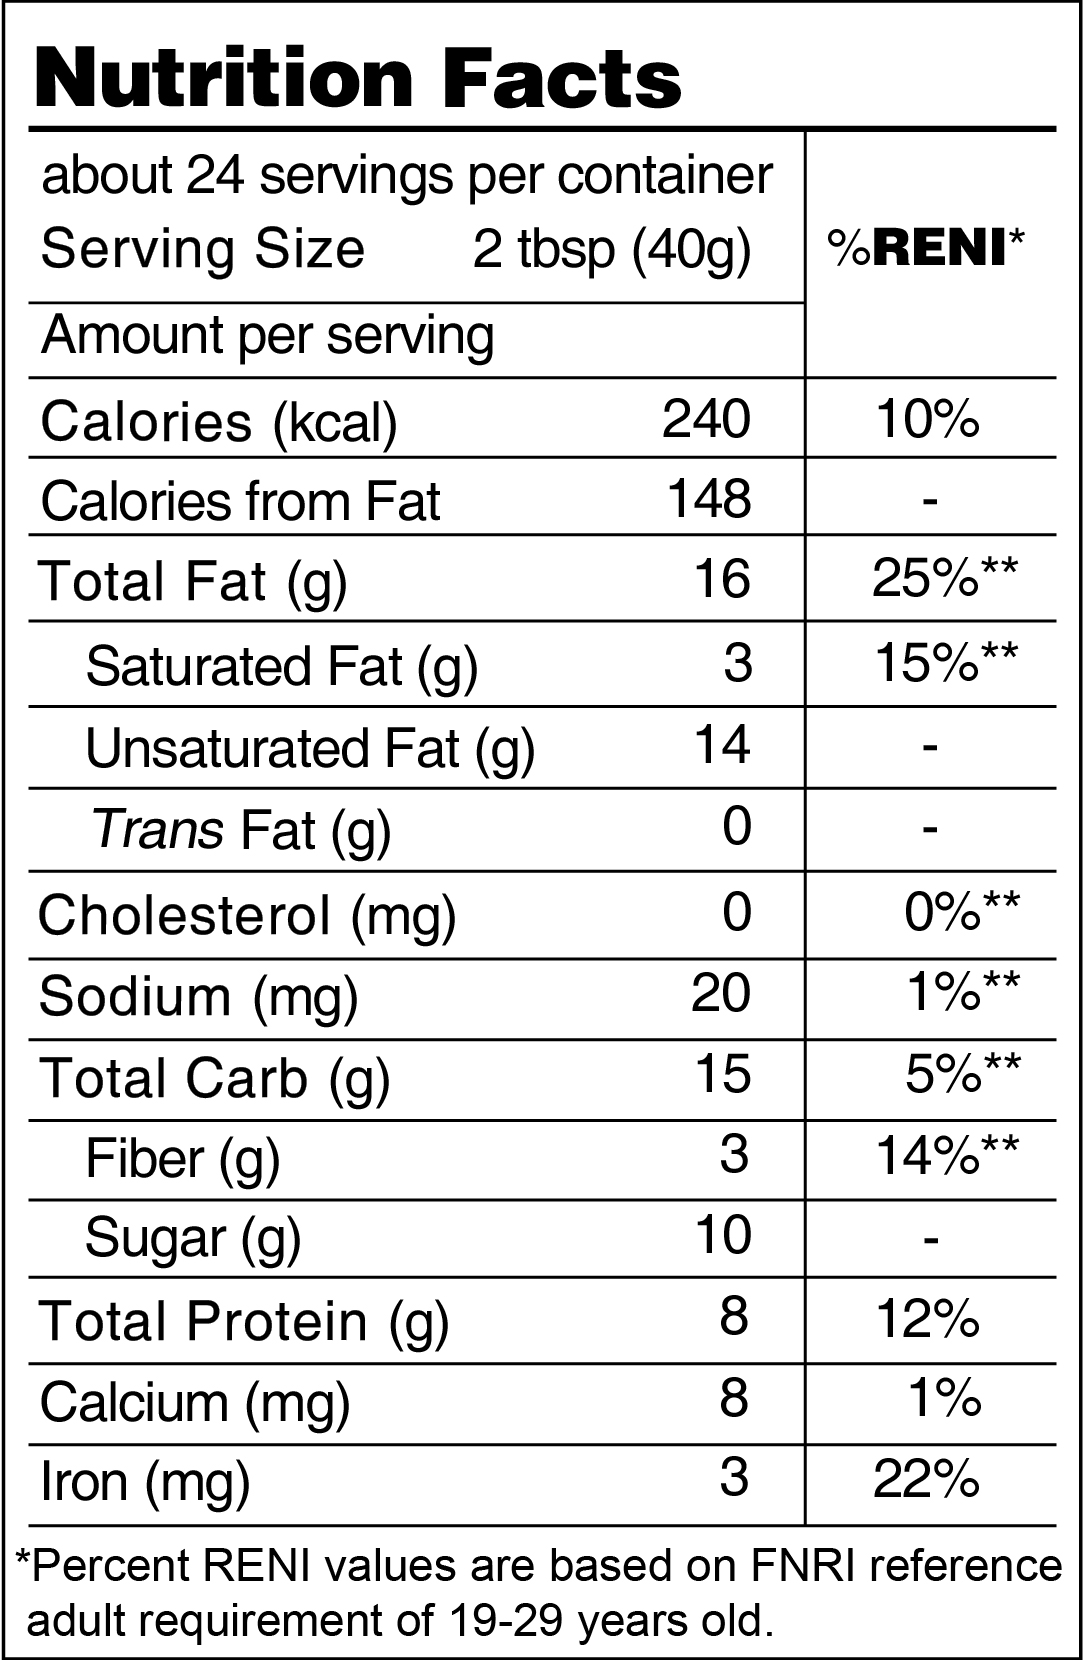 Nutrition Facts
about 24 servings per container
Serving Size 2 tbsp (40g) %RENI*
Amount per serving
Calories (kcal) 240 10%
Calories from Fat 148 -
Total Fat (g) 16 25%**
Saturated Fat (g) 3 15%**
Unsaturated Fat (g) 14 -
Trans Fat (g) 0 -
Cholesterol (mg) 0 0%**
Sodium (mg) 20 1%**
Total Carb (g) 15 5%**
Fiber (g) 3 14%**
Sugar (g) 10 -
Total Protein (g) 8 12%
Calcium (mg) 8 1%
Iron (mg) 3 22%
*Percent RENI values are based on FNRI reference
adult requirement of 19-29 years old.